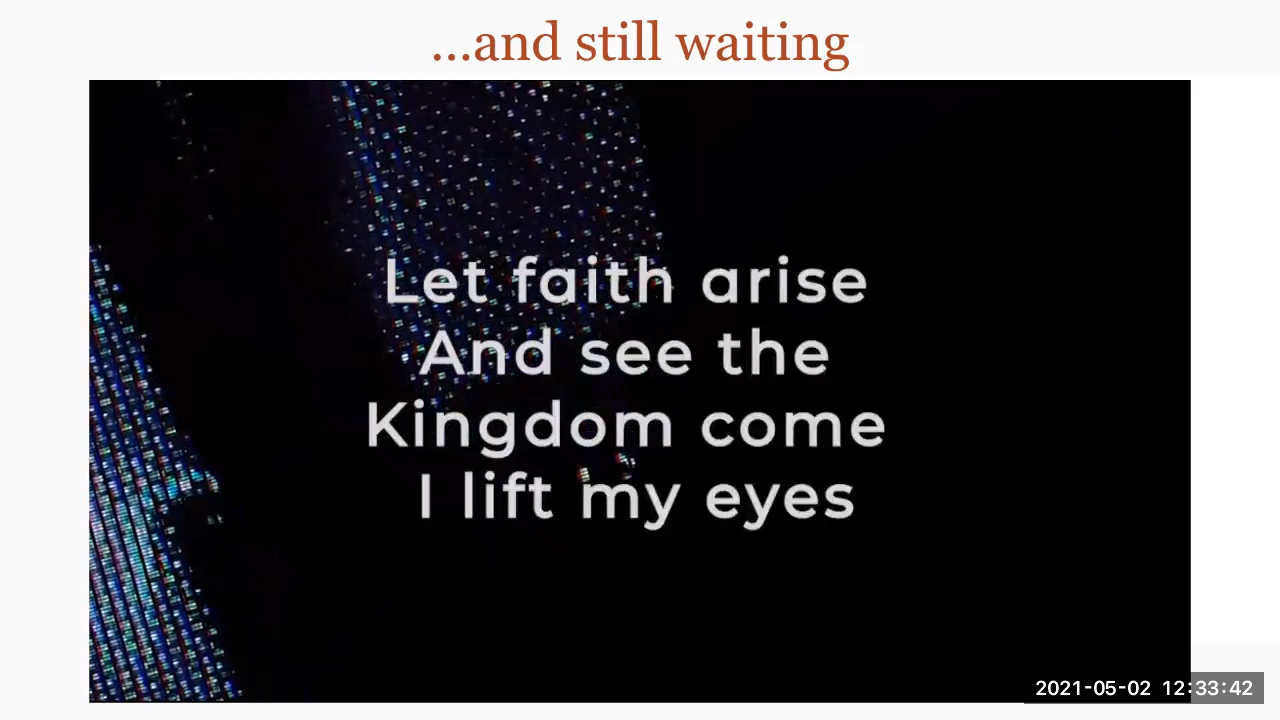 ...and still waiting
Let faith arise
And see the
Kingdom come
I lift my eyes
2021-05-02 12:33:42